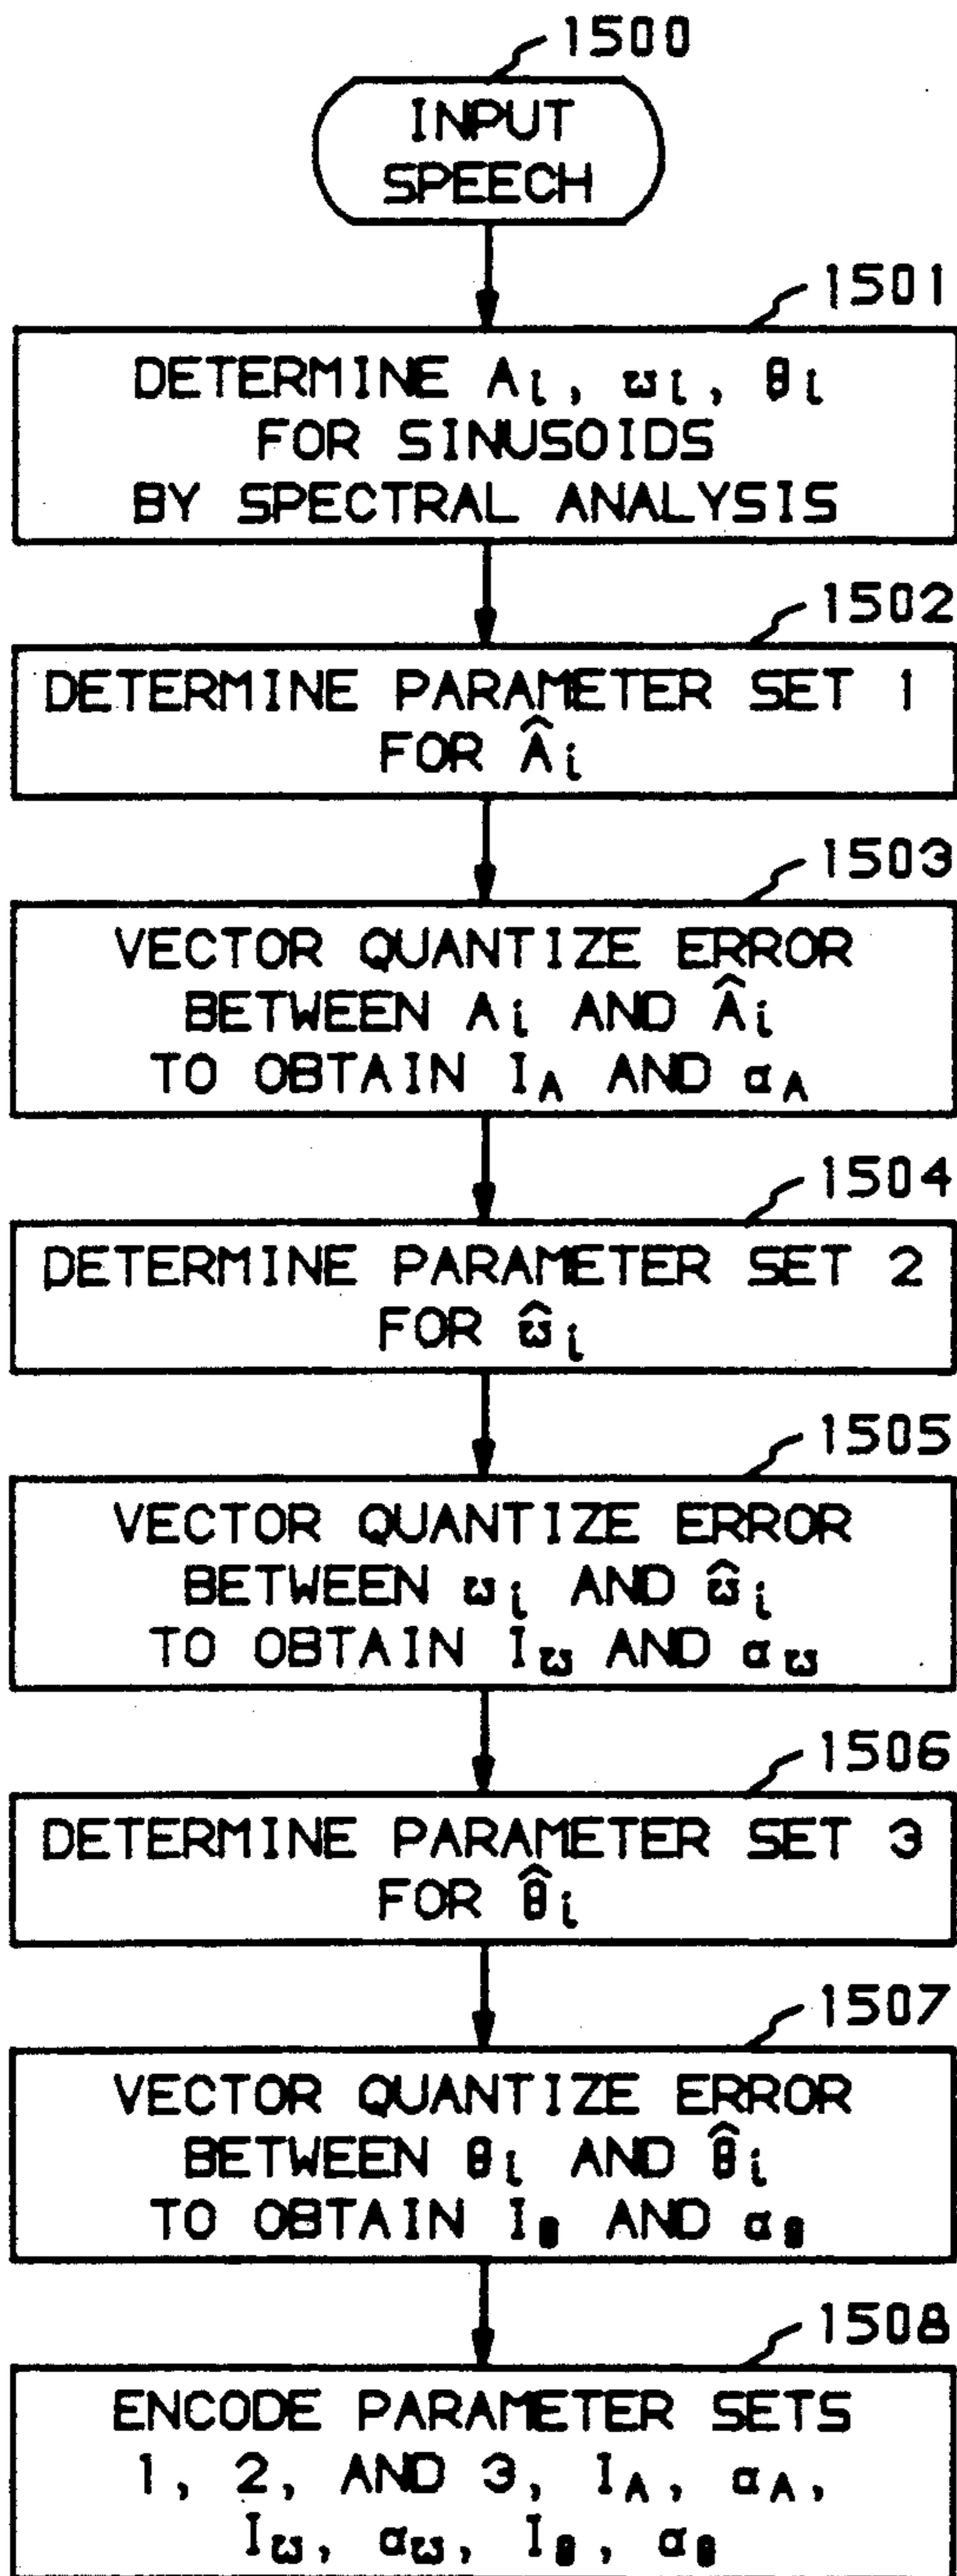 1500
INPUT
SPEECH
1501
DETERMINE Aᵢ, ωᵢ, θᵢ
FOR SINUSOIDS
BY SPECTRAL ANALYSIS
1502
DETERMINE PARAMETER SET 1
FOR Âᵢ
1503
VECTOR QUANTIZE ERROR
BETWEEN Aᵢ AND Âᵢ
TO OBTAIN I_A AND α_A
1504
DETERMINE PARAMETER SET 2
FOR ω̂ᵢ
1505
VECTOR QUANTIZE ERROR
BETWEEN ωᵢ AND ω̂ᵢ
TO OBTAIN I_ω AND α_ω
1506
DETERMINE PARAMETER SET 3
FOR θ̂ᵢ
1507
VECTOR QUANTIZE ERROR
BETWEEN θᵢ AND θ̂ᵢ
TO OBTAIN I_θ AND α_θ
1508
ENCODE PARAMETER SETS
1, 2, AND 3, I_A, α_A,
I_ω, α_ω, I_θ, α_θ